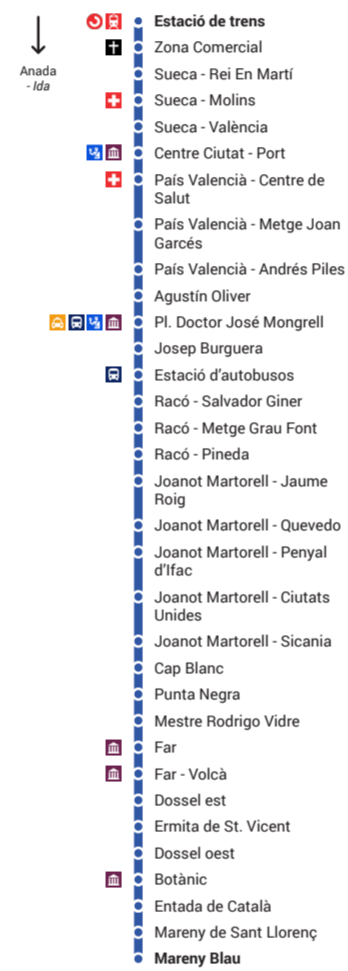 Anada
- Ida
Estació de trens
Zona Comercial
Sueca - Rei En Martí
Sueca - Molins
Sueca - València
Centre Ciutat - Port
País Valencià - Centre de
Salut
País Valencià - Metge Joan
Garcés
País Valencià - Andrés Piles
Agustín Oliver
Pl. Doctor José Mongrell
Josep Burguera
Estació d'autobusos
Racó - Salvador Giner
Racó - Metge Grau Font
Racó - Pineda
Joanot Martorell - Jaume
Roig
Joanot Martorell - Quevedo
Joanot Martorell - Penyal
d'Ifac
Joanot Martorell - Ciutats
Unides
Joanot Martorell - Sicania
Cap Blanc
Punta Negra
Mestre Rodrigo Vidre
Far
Far - Volcà
Dossel est
Ermita de St. Vicent
Dossel oest
Botànic
Entada de Català
Mareny de Sant Llorenç
Mareny Blau